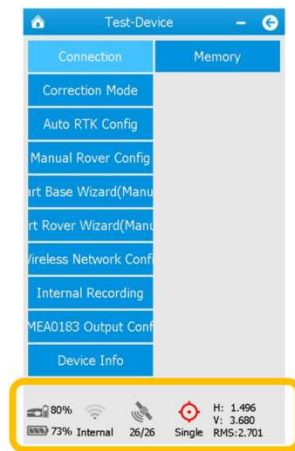 Test-Device
Connection
Memory
Correction Mode
Auto RTK Config
Manual Rover Config
art Base Wizard(Manu
rt Rover Wizard(Manu
Wireless Network Confi
Internal Recording
MEA0183 Output Conf
Device Info
80%
H: 1.496
V: 3.680
73% Internal 26/26 Single RMS:2.701